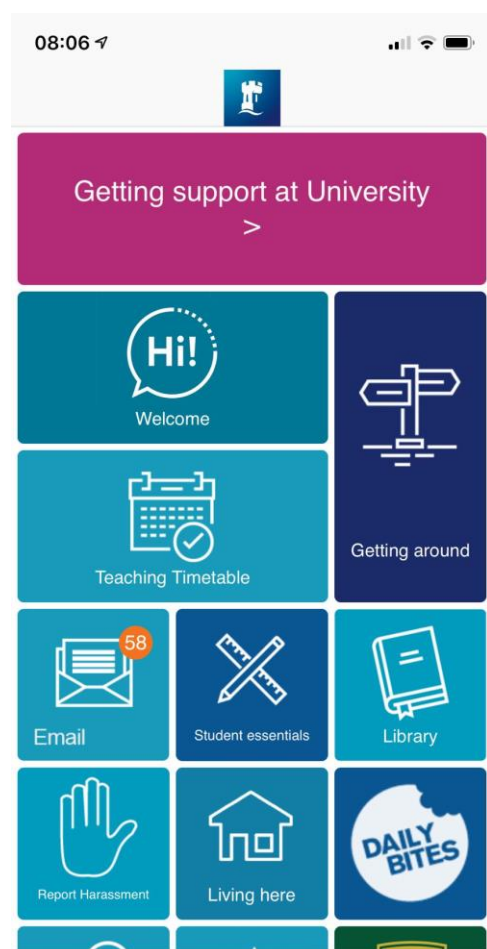 08:06
Getting support at University
>
Hi!
Welcome
Getting around
Teaching Timetable
58
Email
Student essentials
Library
Report Harassment
Living here
DAILY
BITES